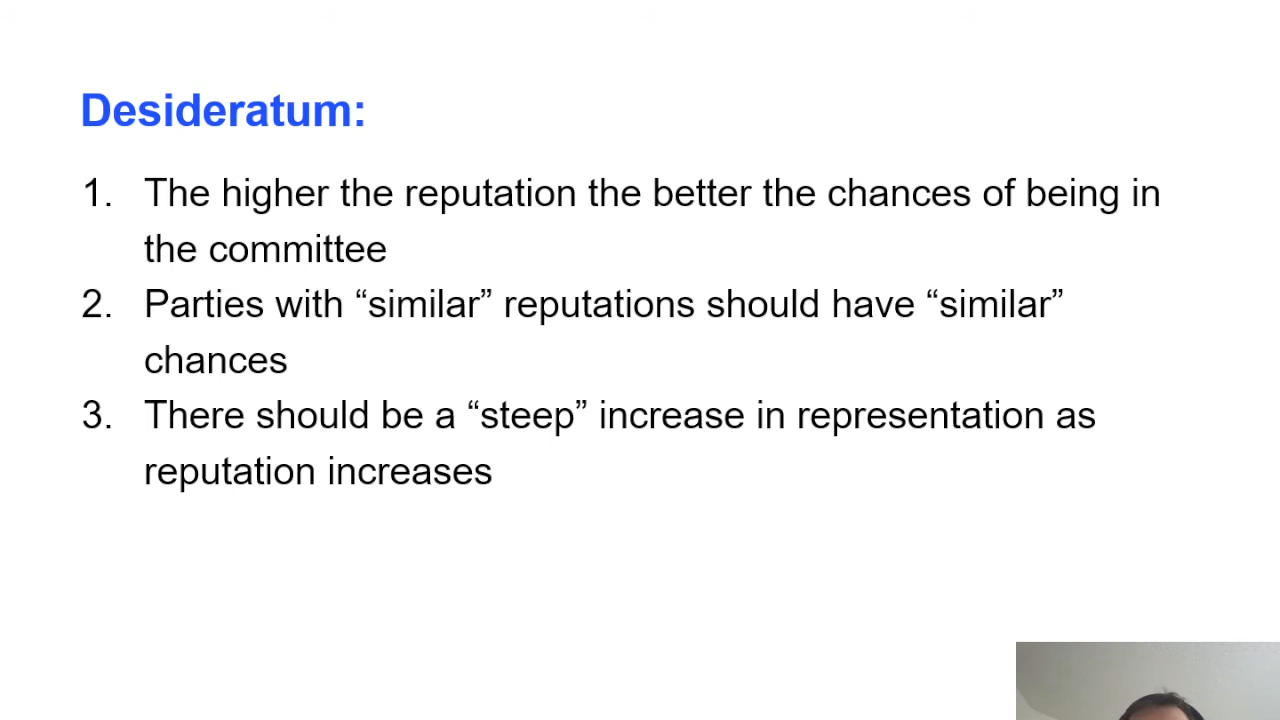 Desideratum:
1. The higher the reputation the better the chances of being in
the committee
2. Parties with “similar” reputations should have “similar”
chances
3. There should be a “steep” increase in representation as
reputation increases